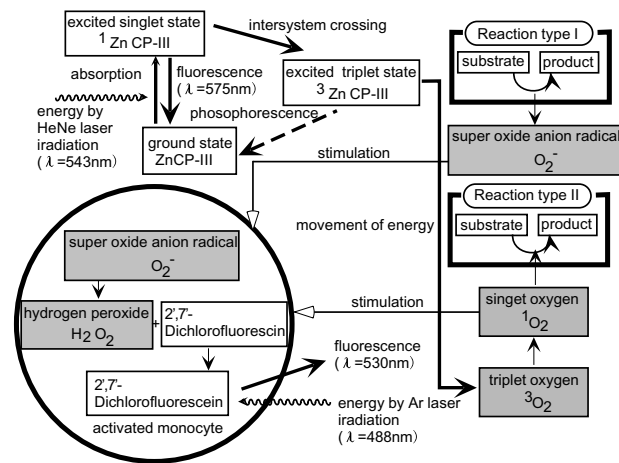 excited singlet state
1 Zn CP-III
intersystem crossing
absorption
fluorescence
(λ=575nm)
energy by
HeNe laser
irradiation
(λ=543nm)
excited triplet state
3 Zn CP-III
phosophorescence
ground state
ZnCP-III
Reaction type I
substrate
product
super oxide anion radical
O2-
stimulation
Reaction type II
substrate
product
movement of energy
super oxide anion radical
O2-
hydrogen peroxide
H2O2
+
2',7'-
Dichlorofluorescin
stimulation
singet oxygen
1O2
fluorescence
(λ=530nm)
2',7'-
Dichlorofluorescein
activated monocyte
energy by Ar laser
irradiation
(λ=488nm)
triplet oxygen
3O2